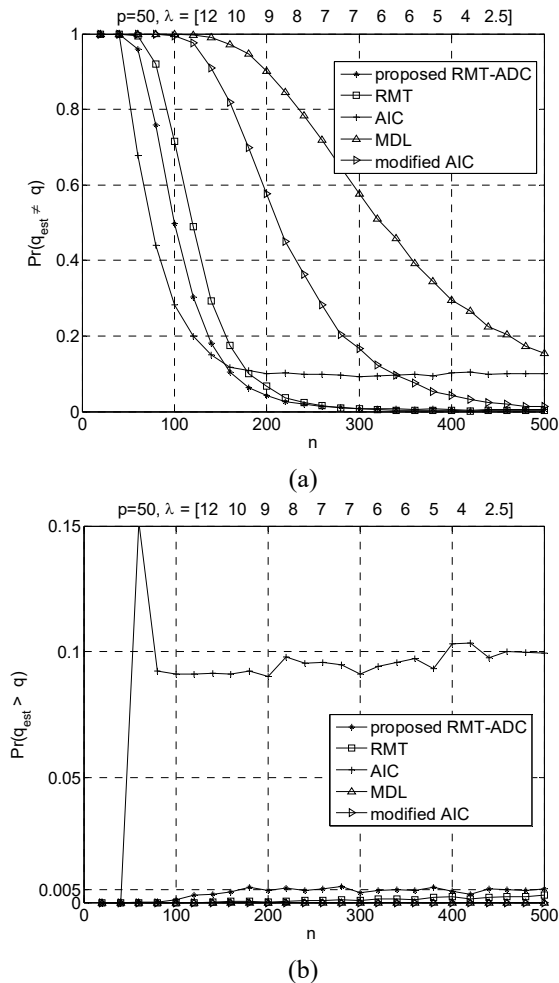 p=50, λ = [12 10 9 8 7 7 6 6 5 4 2.5]
1
0.8
0.6
0.4
0.2
0
Pr(q_est ≠ q)
proposed RMT-ADC
RMT
AIC
MDL
modified AIC
0 100 200 300 400 500
n
(a)
p=50, λ = [12 10 9 8 7 7 6 6 5 4 2.5]
0.15
0.1
0.05
0.005
0
Pr(q_est > q)
proposed RMT-ADC
RMT
AIC
MDL
modified AIC
0 100 200 300 400 500
n
(b)